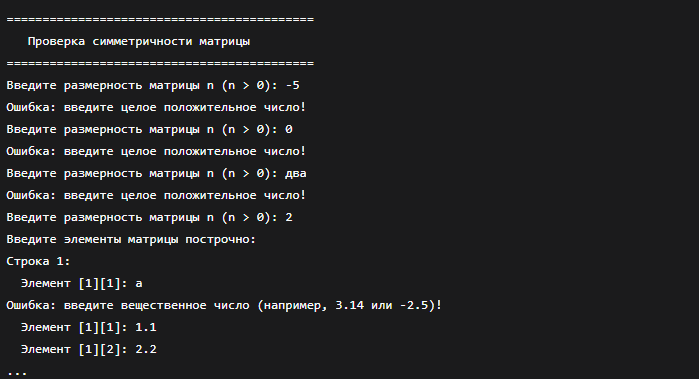 ===========================================
   Проверка симметричности матрицы
===========================================
Введите размерность матрицы n (n > 0): -5
Ошибка: введите целое положительное число!
Введите размерность матрицы n (n > 0): 0
Ошибка: введите целое положительное число!
Введите размерность матрицы n (n > 0): два
Ошибка: введите целое положительное число!
Введите размерность матрицы n (n > 0): 2
Введите элементы матрицы построчно:
Строка 1:
  Элемент [1][1]: а
Ошибка: введите вещественное число (например, 3.14 или -2.5)!
  Элемент [1][1]: 1.1
  Элемент [1][2]: 2.2
...